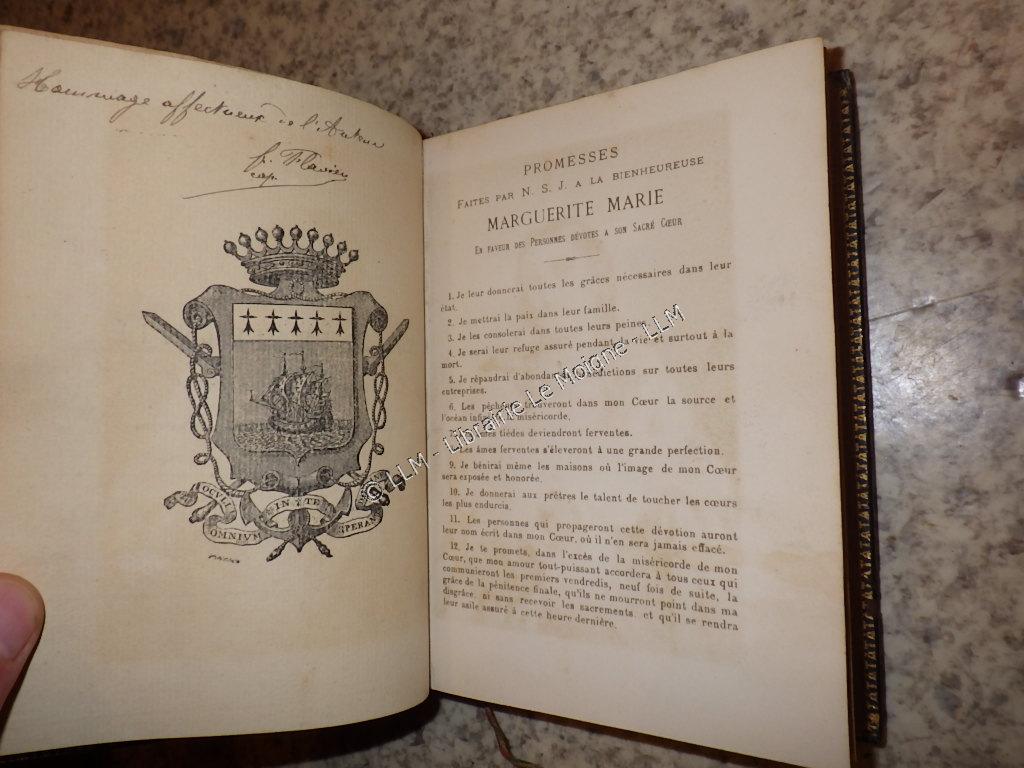 Hommage affectueux de l'Auteur
f. Flavien
cap.
OCVLI OMNIVM IN TE SPERANT
PROMESSES
FAITES PAR N. S. J. A LA BIENHEUREUSE
MARGUERITE MARIE
EN FAVEUR DES PERSONNES DÉVOTES A SON SACRÉ CŒUR
1. Je leur donnerai toutes les grâces nécessaires dans leur
état.
2. Je mettrai la paix dans leur famille.
3. Je les consolerai dans toutes leurs peines.
4. Je serai leur refuge assuré pendant la vie et surtout à la
mort.
5. Je répandrai d'abondantes bénédictions sur toutes leurs
entreprises.
6. Les pécheurs trouveront dans mon Cœur la source et
l'océan infini de la miséricorde.
tièdes deviendront ferventes.
Les âmes ferventes s'élèveront à une grande perfection.
9. Je bénirai même les maisons où l'image de mon Cœur
sera exposée et honorée.
10. Je donnerai aux prêtres le talent de toucher les cœurs
les plus endurcis.
11. Les personnes qui propageront cette dévotion auront
leur nom écrit dans mon Cœur, où il n'en sera jamais effacé.
12. Je te promets, dans l'excès de la miséricorde de mon
Cœur, que mon amour tout-puissant accordera à tous ceux qui
communieront les premiers vendredis, neuf fois de suite, la
grâce de la pénitence finale, qu'ils ne mourront point dans ma
disgrâce, ni sans recevoir les sacrements, et qu'il se rendra
leur asile assuré à cette heure dernière.
© LLM - Librairie Le Moigne - LLM